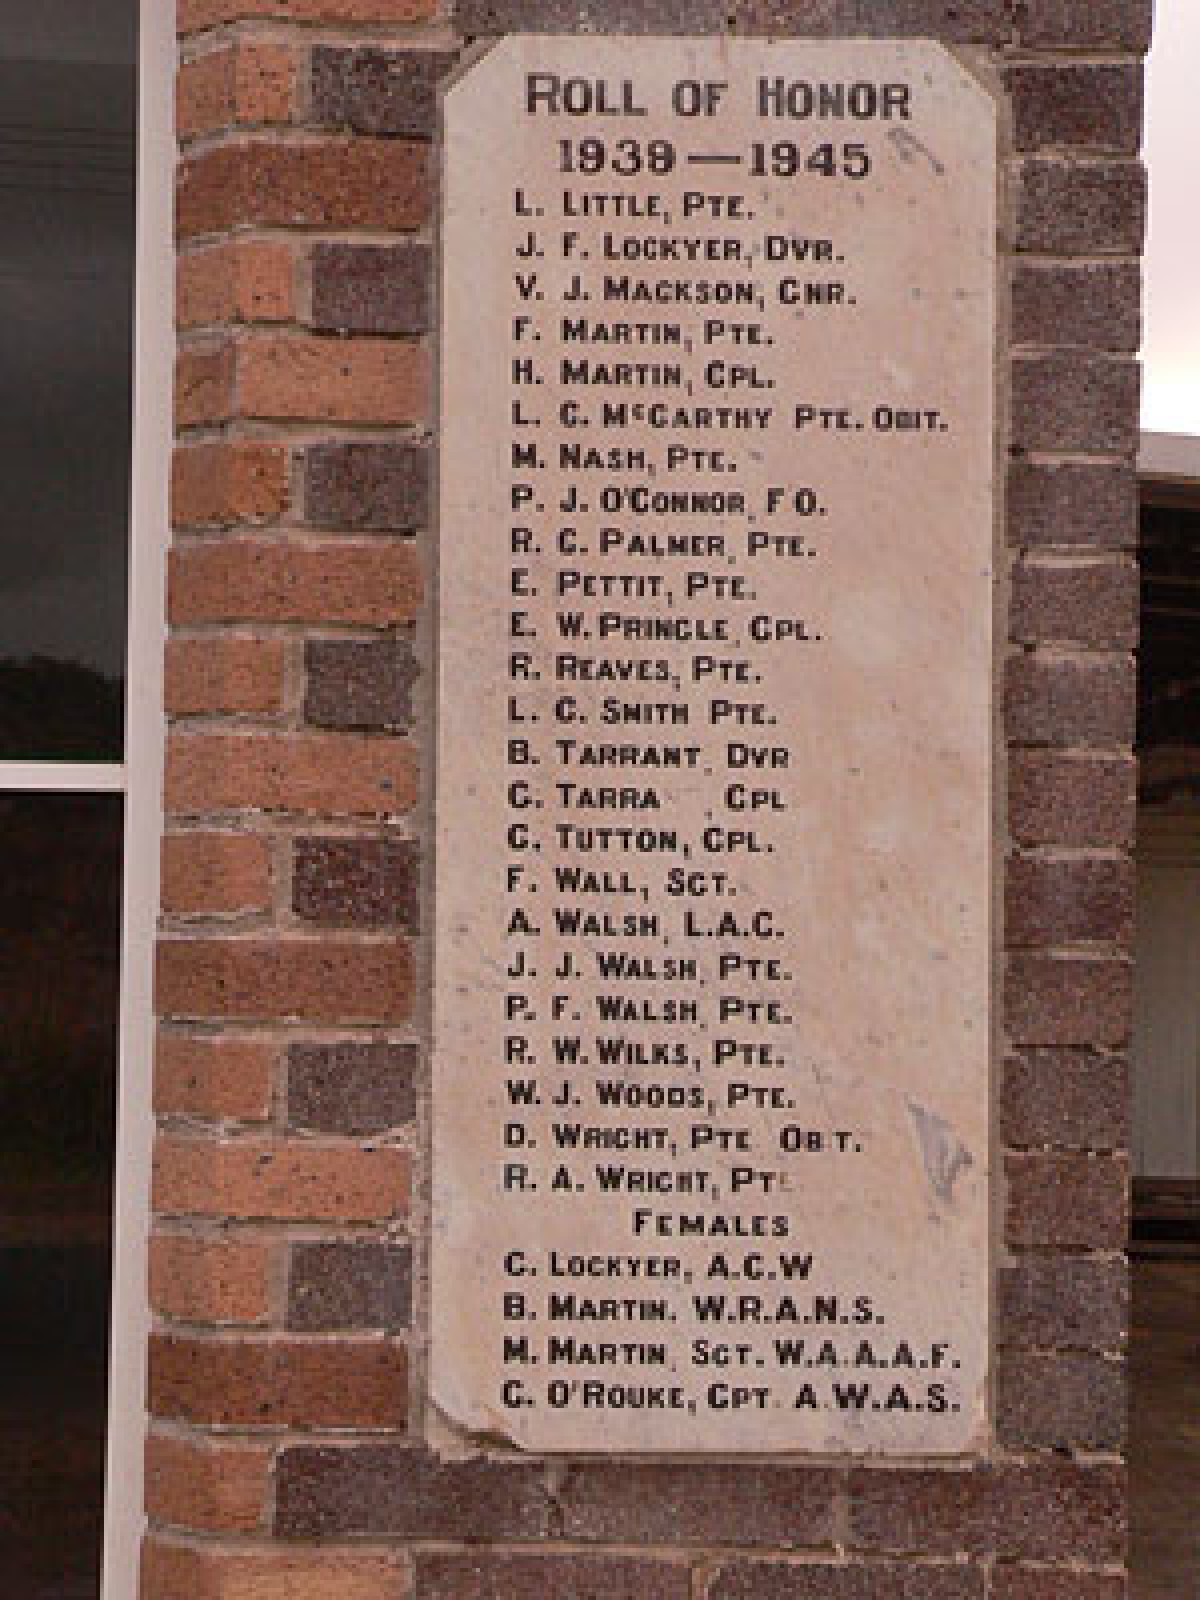 ROLL OF HONOR
1939—1945
L. LITTLE, PTE.
J. F. LOCKYER, DVR.
V. J. MACKSON, GNR.
F. MARTIN, PTE.
H. MARTIN, CPL.
L. C. McCARTHY PTE. OBIT.
M. NASH, PTE.
P. J. O'CONNOR, F O.
R. C. PALMER, PTE.
E. PETTIT, PTE.
E. W. PRINGLE, CPL.
R. REAVES, PTE.
L. C. SMITH PTE.
B. TARRANT, DVR
G. TARRA , CPL
C. TUTTON, CPL.
F. WALL, SGT.
A. WALSH, L.A.C.
J. J. WALSH, PTE.
P. F. WALSH, PTE.
R. W. WILKS, PTE.
W. J. WOODS, PTE.
D. WRIGHT, PTE OB T.
R. A. WRIGHT, PTE
FEMALES
C. LOCKYER, A.C.W
B. MARTIN. W.R.A.N.S.
M. MARTIN, SGT. W.A.A.A.F.
C. O'ROUKE, CPT. A.W.A.S.